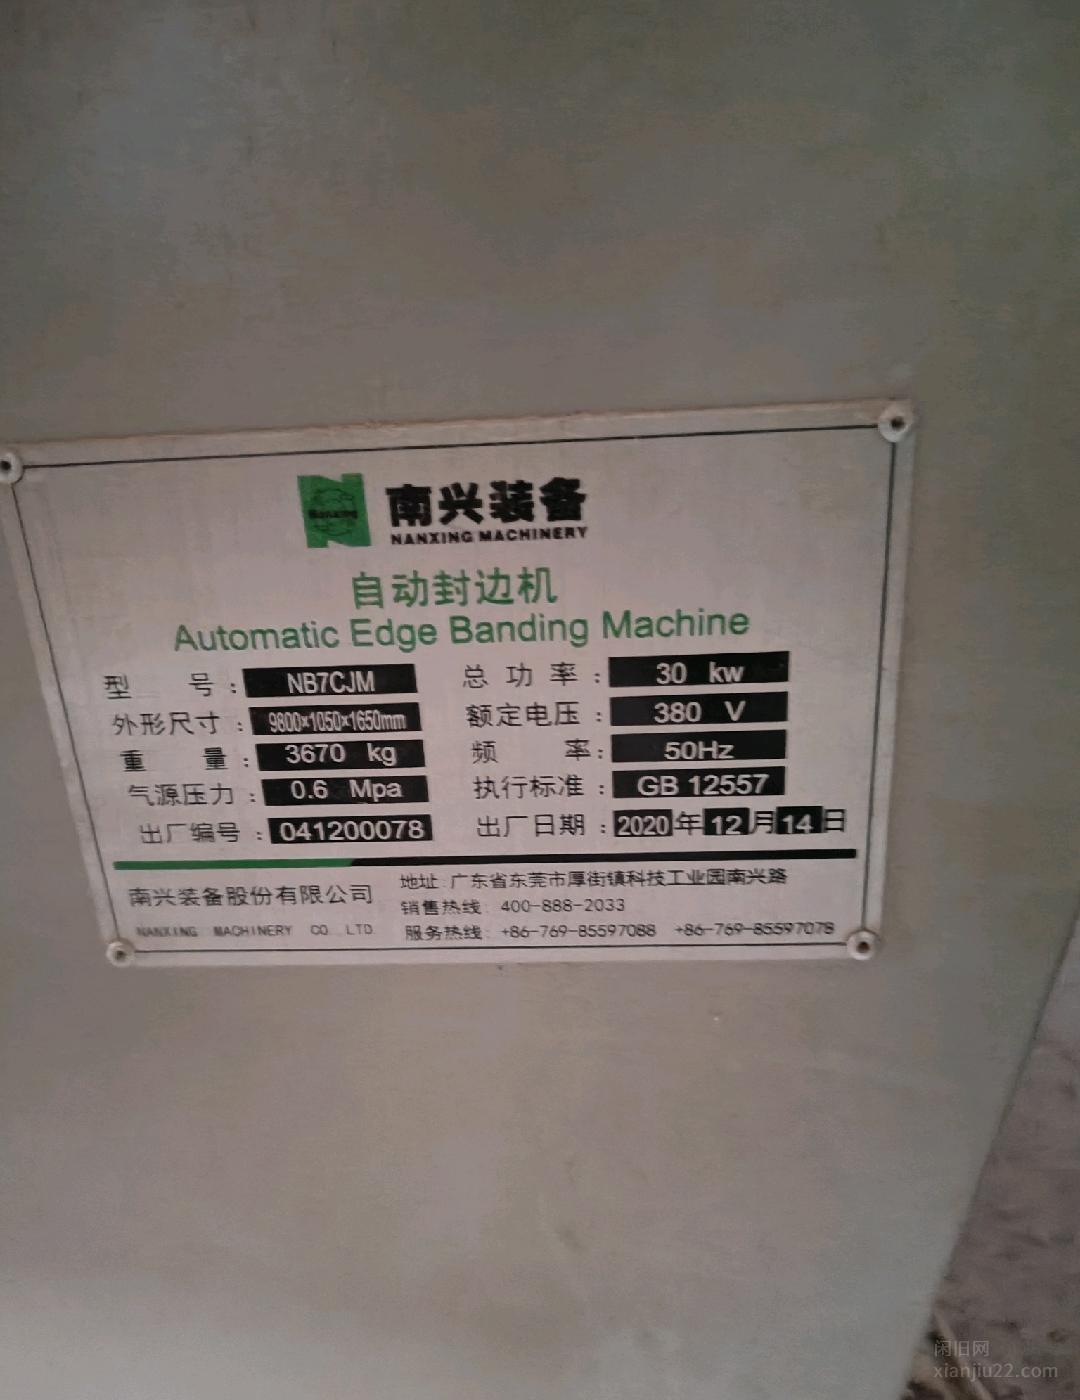 Nanxing
南兴装备
NANXING MACHINERY
自动封边机
Automatic Edge Banding Machine
型 号：NB7CJM 总 功 率：30 kw
外形尺寸：9800×1050×1650mm 额定电压：380 V
重 量：3670 kg 频 率：50Hz
气源压力：0.6 Mpa 执行标准：GB 12557
出厂编号：041200078 出厂日期：2020年12月14日
南兴装备股份有限公司
NANXING MACHINERY CO LTD
地址:广东省东莞市厚街镇科技工业园南兴路
销售热线: 400-888-2033
服务热线: +86-769-85597088 +86-769-85597078
闲旧网
xianjiu22.com